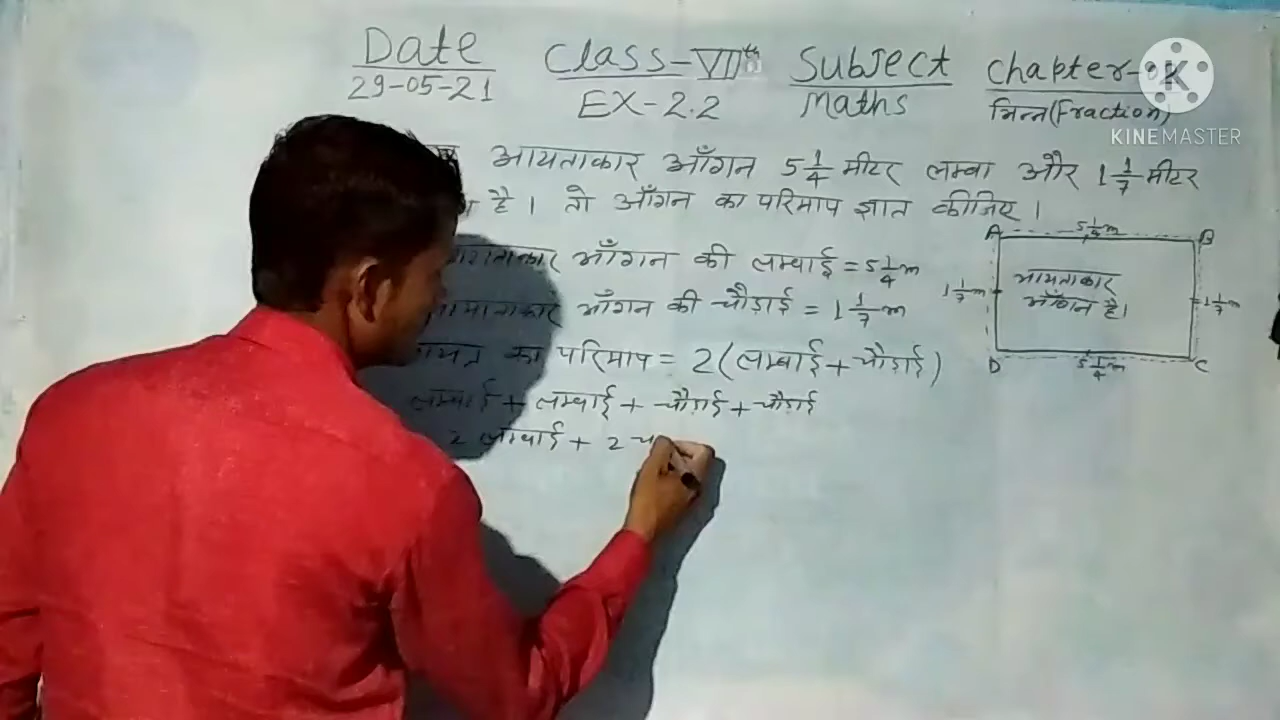 Date Class-VIIth Subject Chapter-
29-05-21 EX-2.2 Maths भिन्न(Fraction)
KINEMASTER
आयताकार आँगन 5 1/4 मीटर लम्बा और 1 1/7 मीटर
है। तो आँगन का परिमाप ज्ञात कीजिए।
आँगन की लम्बाई = 5 1/4 m
आँगन की चौड़ाई = 1 1/7 m
का परिमाप = 2(लम्बाई + चौड़ाई)
लम्बाई + लम्बाई + चौड़ाई + चौड़ाई
2 लम्बाई + 2 च
A 5 1/4 m B
1 1/7 m आयताकार आँगन है। 1 1/7 m
D 5 1/4 m C